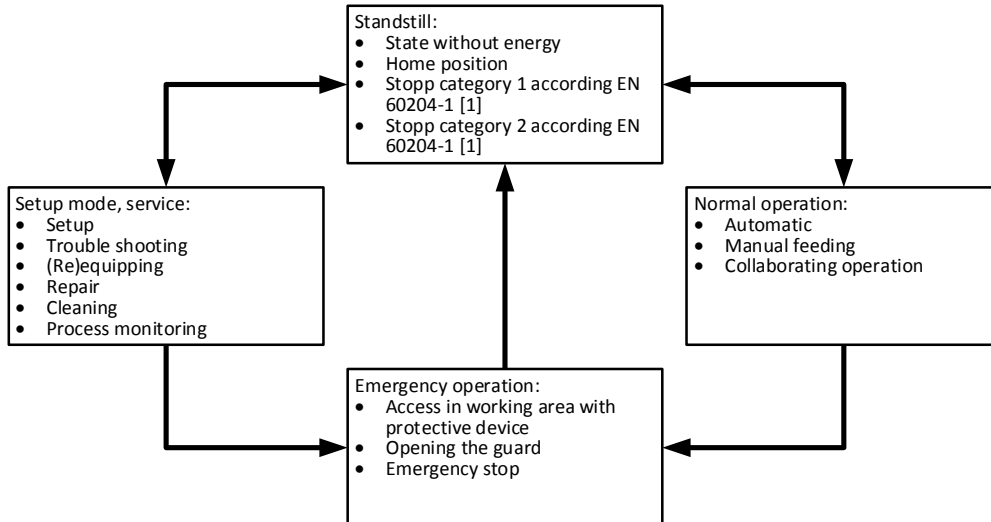 Standstill:
• State without energy
• Home position
• Stopp category 1 according EN
60204-1 [1]
• Stopp category 2 according EN
60204-1 [1]
Setup mode, service:
• Setup
• Trouble shooting
• (Re)equipping
• Repair
• Cleaning
• Process monitoring
Normal operation:
• Automatic
• Manual feeding
• Collaborating operation
Emergency operation:
• Access in working area with
protective device
• Opening the guard
• Emergency stop